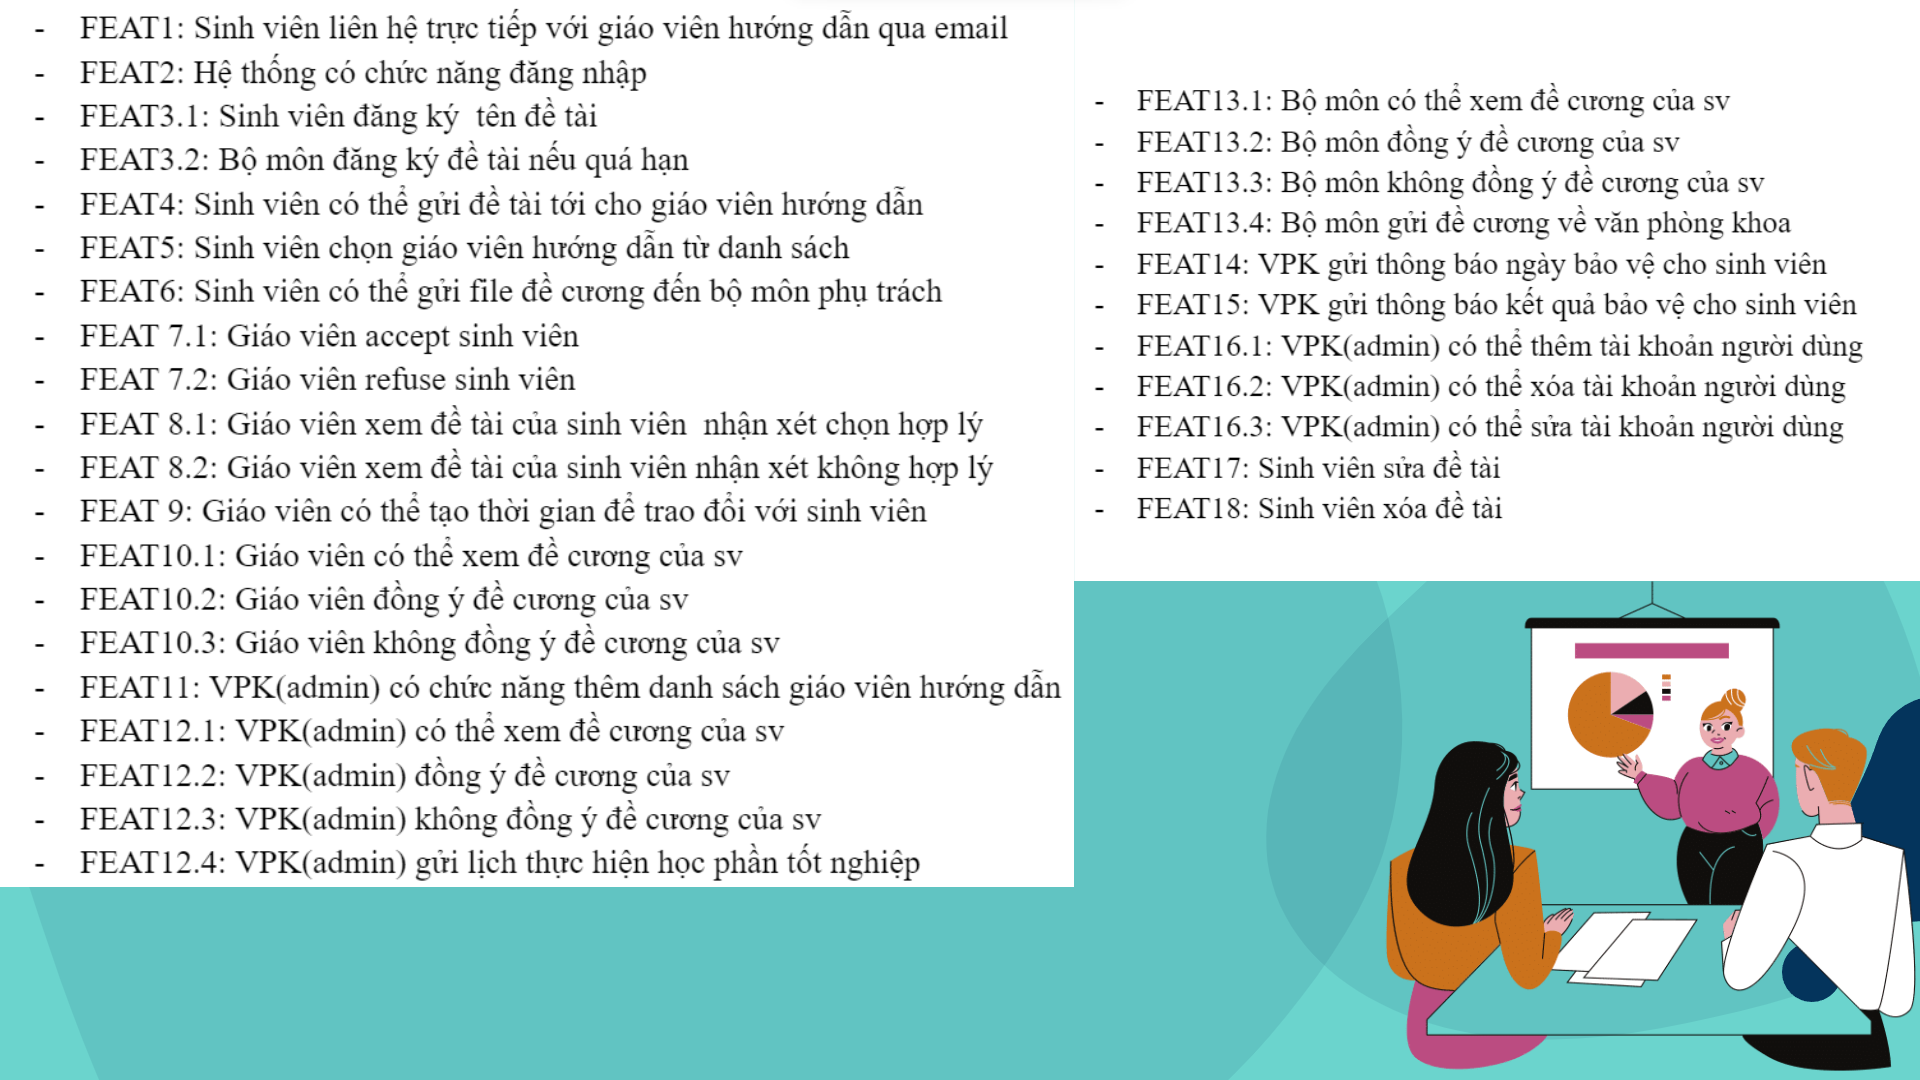 - FEAT1: Sinh viên liên hệ trực tiếp với giáo viên hướng dẫn qua email
- FEAT2: Hệ thống có chức năng đăng nhập
- FEAT3.1: Sinh viên đăng ký  tên đề tài
- FEAT3.2: Bộ môn đăng ký đề tài nếu quá hạn
- FEAT4: Sinh viên có thể gửi đề tài tới cho giáo viên hướng dẫn
- FEAT5: Sinh viên chọn giáo viên hướng dẫn từ danh sách
- FEAT6: Sinh viên có thể gửi file đề cương đến bộ môn phụ trách
- FEAT 7.1: Giáo viên accept sinh viên
- FEAT 7.2: Giáo viên refuse sinh viên
- FEAT 8.1: Giáo viên xem đề tài của sinh viên  nhận xét chọn hợp lý
- FEAT 8.2: Giáo viên xem đề tài của sinh viên nhận xét không hợp lý
- FEAT 9: Giáo viên có thể tạo thời gian để trao đổi với sinh viên
- FEAT10.1: Giáo viên có thể xem đề cương của sv
- FEAT10.2: Giáo viên đồng ý đề cương của sv
- FEAT10.3: Giáo viên không đồng ý đề cương của sv
- FEAT11: VPK(admin) có chức năng thêm danh sách giáo viên hướng dẫn
- FEAT12.1: VPK(admin) có thể xem đề cương của sv
- FEAT12.2: VPK(admin) đồng ý đề cương của sv
- FEAT12.3: VPK(admin) không đồng ý đề cương của sv
- FEAT12.4: VPK(admin) gửi lịch thực hiện học phần tốt nghiệp
- FEAT13.1: Bộ môn có thể xem đề cương của sv
- FEAT13.2: Bộ môn đồng ý đề cương của sv
- FEAT13.3: Bộ môn không đồng ý đề cương của sv
- FEAT13.4: Bộ môn gửi đề cương về văn phòng khoa
- FEAT14: VPK gửi thông báo ngày bảo vệ cho sinh viên
- FEAT15: VPK gửi thông báo kết quả bảo vệ cho sinh viên
- FEAT16.1: VPK(admin) có thể thêm tài khoản người dùng
- FEAT16.2: VPK(admin) có thể xóa tài khoản người dùng
- FEAT16.3: VPK(admin) có thể sửa tài khoản người dùng
- FEAT17: Sinh viên sửa đề tài
- FEAT18: Sinh viên xóa đề tài